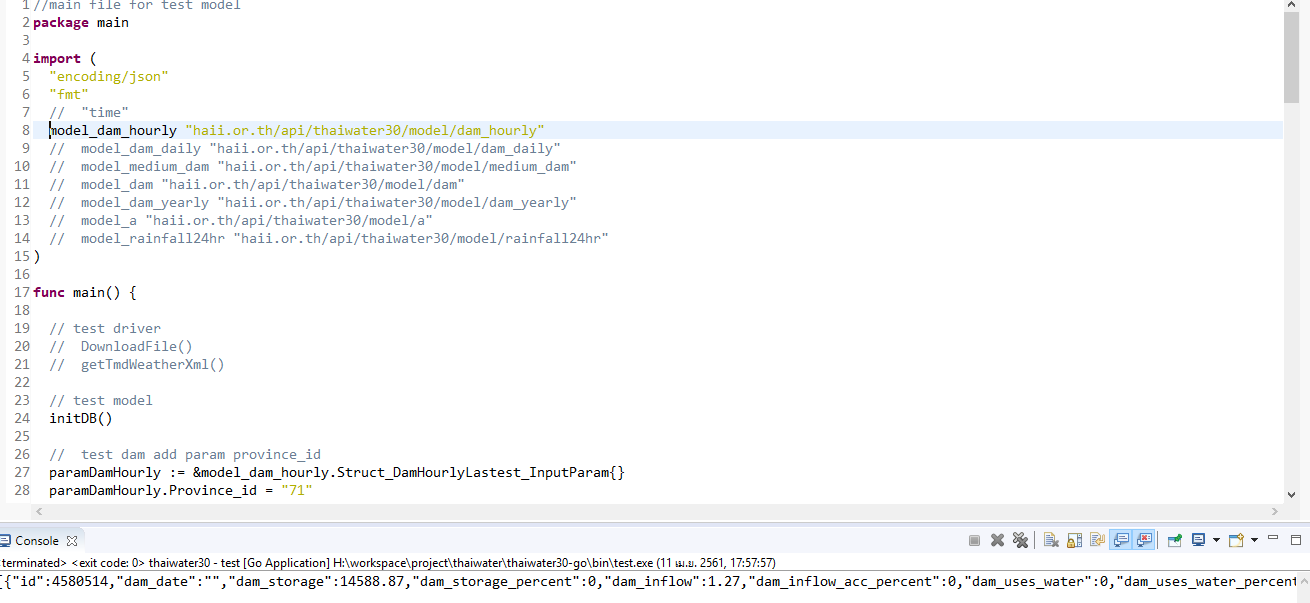 1 //main file for test model
2 package main
3
4 import (
5 "encoding/json"
6 "fmt"
7 // "time"
8 model_dam_hourly "haii.or.th/api/thaiwater30/model/dam_hourly"
9 // model_dam_daily "haii.or.th/api/thaiwater30/model/dam_daily"
10 // model_medium_dam "haii.or.th/api/thaiwater30/model/medium_dam"
11 // model_dam "haii.or.th/api/thaiwater30/model/dam"
12 // model_dam_yearly "haii.or.th/api/thaiwater30/model/dam_yearly"
13 // model_a "haii.or.th/api/thaiwater30/model/a"
14 // model_rainfall24hr "haii.or.th/api/thaiwater30/model/rainfall24hr"
15 )
16
17 func main() {
18
19 // test driver
20 // DownloadFile()
21 // getTmdWeatherXml()
22
23 // test model
24 initDB()
25
26 // test dam add param province_id
27 paramDamHourly := &model_dam_hourly.Struct_DamHourlyLastest_InputParam{}
28 paramDamHourly.Province_id = "71"
Console
terminated> <exit code: 0> thaiwater30 - test [Go Application] H:\workspace\project\thaiwater\thaiwater30-go\bin\test.exe (11 เม.ย. 2561, 17:57:57)
[{"id":4580514,"dam_date":"","dam_storage":14588.87,"dam_storage_percent":0,"dam_inflow":1.27,"dam_inflow_acc_percent":0,"dam_uses_water":0,"dam_uses_water_percent